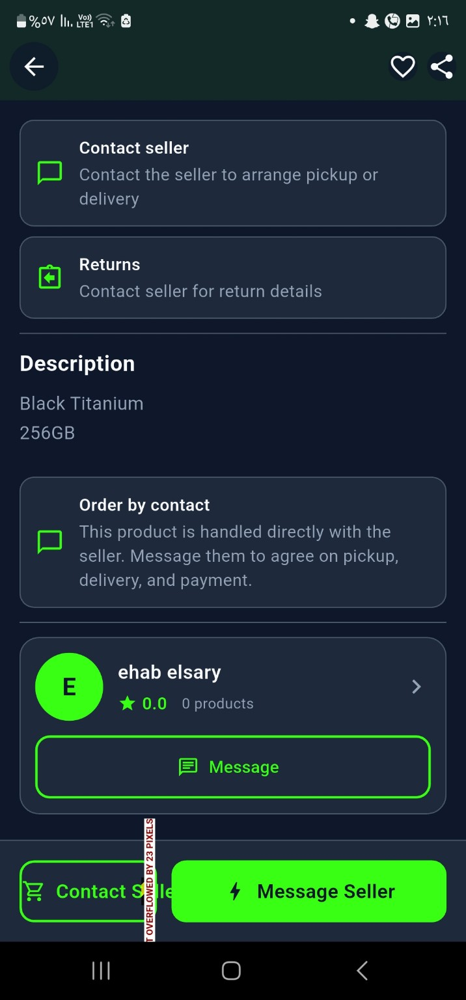 %٥٧ Vo)) LTE1 ٢:١٦
Contact seller
Contact the seller to arrange pickup or
delivery
Returns
Contact seller for return details
Description
Black Titanium
256GB
Order by contact
This product is handled directly with the
seller. Message them to agree on pickup,
delivery, and payment.
E
ehab elsary
0.0 0 products
Message
OVERFLOWED BY 23 PIXELS
Contact
Message Seller